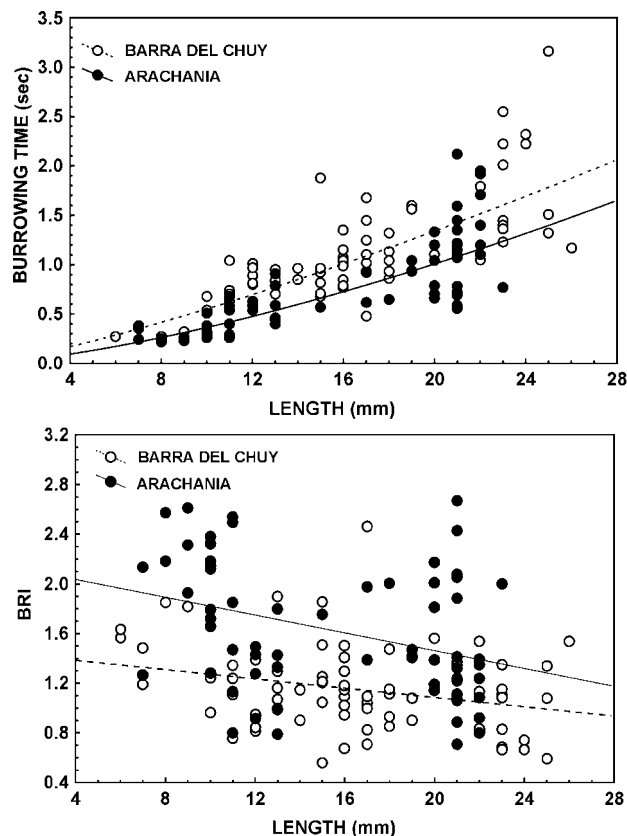 BARRA DEL CHUY
ARACHANIA
3.5
3.0
2.5
2.0
1.5
1.0
0.5
0.0
BURROWING TIME (sec)
4 8 12 16 20 24 28
LENGTH (mm)
BARRA DEL CHUY
ARACHANIA
3.2
2.8
2.4
2.0
1.6
1.2
0.8
0.4
BRI
4 8 12 16 20 24 28
LENGTH (mm)